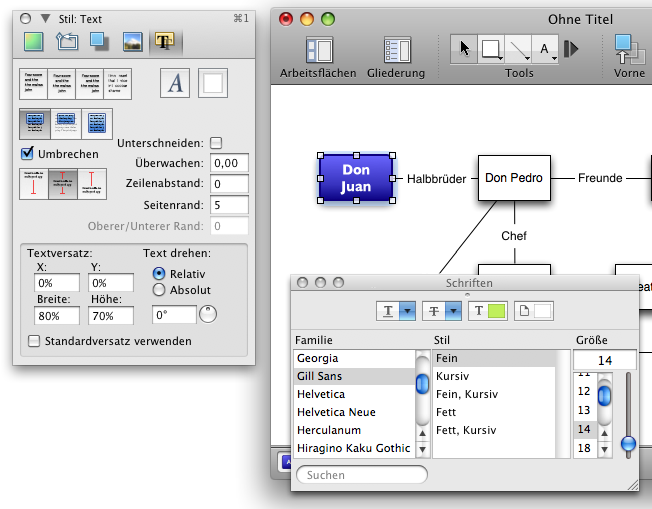 Stil: Text
⌘1
Umbrechen
Unterschneiden:
Überwachen: 0,00
Zeilenabstand: 0
Seitenrand: 5
Oberer/Unterer Rand: 0
Textversatz:
X: Y:
0% 0%
Breite: Höhe:
80% 70%
Text drehen:
Relativ
Absolut
0°
Standardversatz verwenden
Ohne Titel
Arbeitsflächen
Gliederung
A
Tools
Vorne
Don
Juan
Halbbrüder
Don Pedro
Freunde
Chef
Schriften
T T T
Familie Stil Größe
Georgia
Gill Sans
Helvetica
Helvetica Neue
Herculanum
Hiragino Kaku Gothic
Fein
Kursiv
Fein, Kursiv
Fett
Fett, Kursiv
14
11
12
13
14
18
Suchen